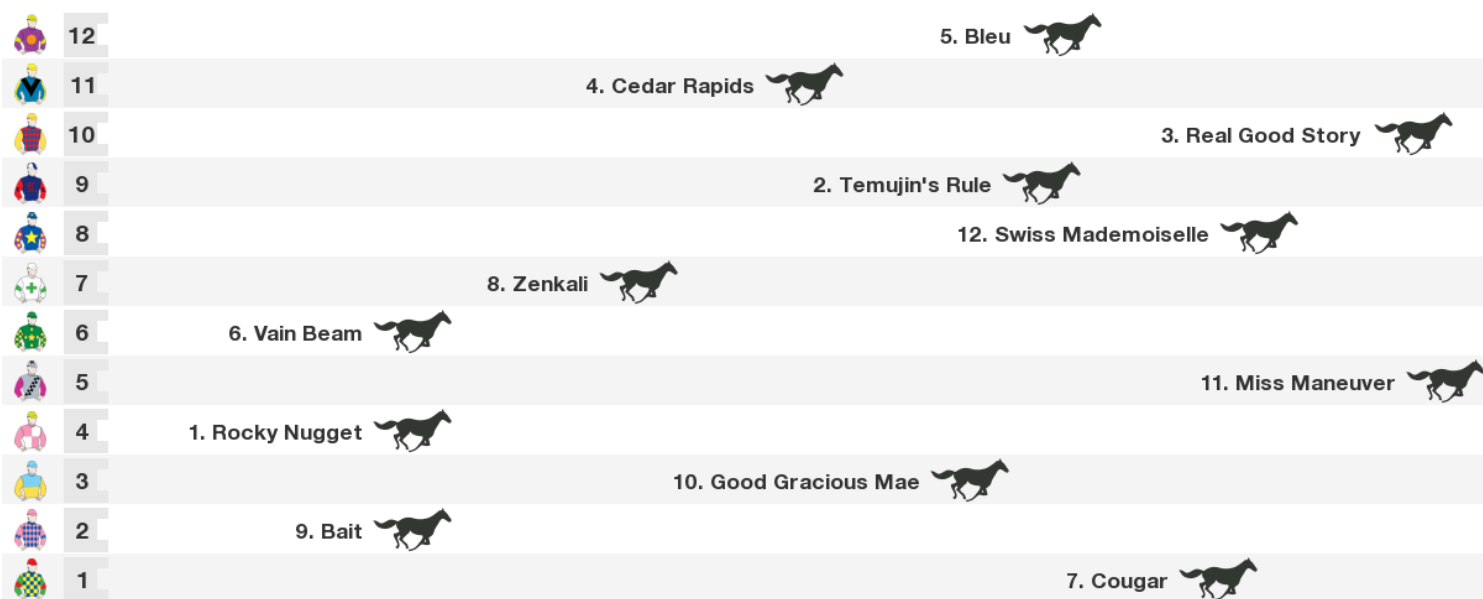 12 5. Bleu
11 4. Cedar Rapids
10 3. Real Good Story
9 2. Temujin's Rule
8 12. Swiss Mademoiselle
7 8. Zenkali
6 6. Vain Beam
5 11. Miss Maneuver
4 1. Rocky Nugget
3 10. Good Gracious Mae
2 9. Bait
1 7. Cougar